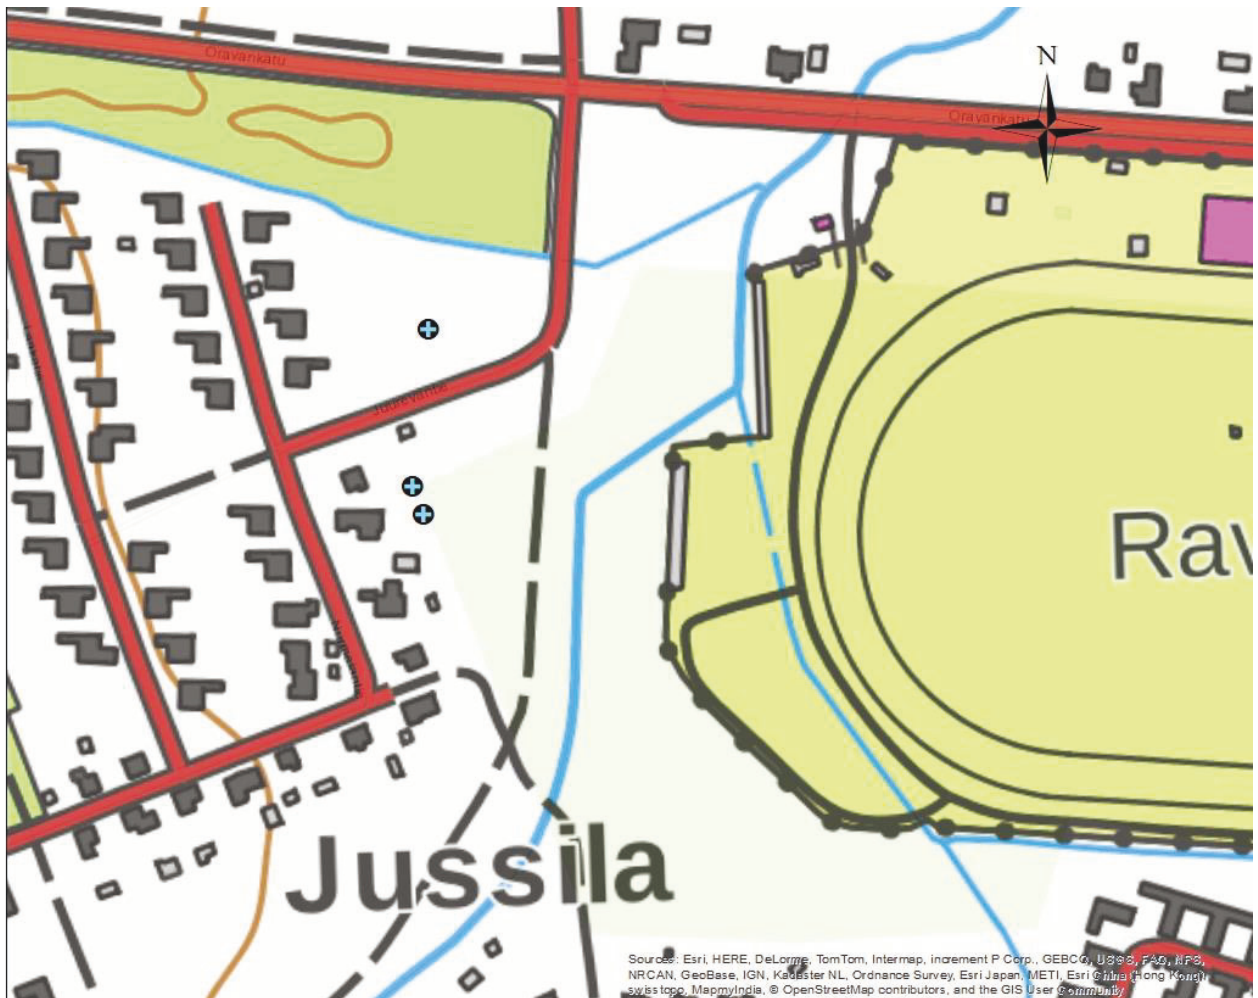 Oravankatu
N
Oravankatu
Juurevantie
Rav
Jussila
Sources: Esri, HERE, DeLorme, TomTom, Intermap, increment P Corp., GEBCO, USGS, FAO, NPS,
NRCAN, GeoBase, IGN, Kadaster NL, Ordnance Survey, Esri Japan, METI, Esri China (Hong Kong),
swisstopo, MapmyIndia, © OpenStreetMap contributors, and the GIS User Community